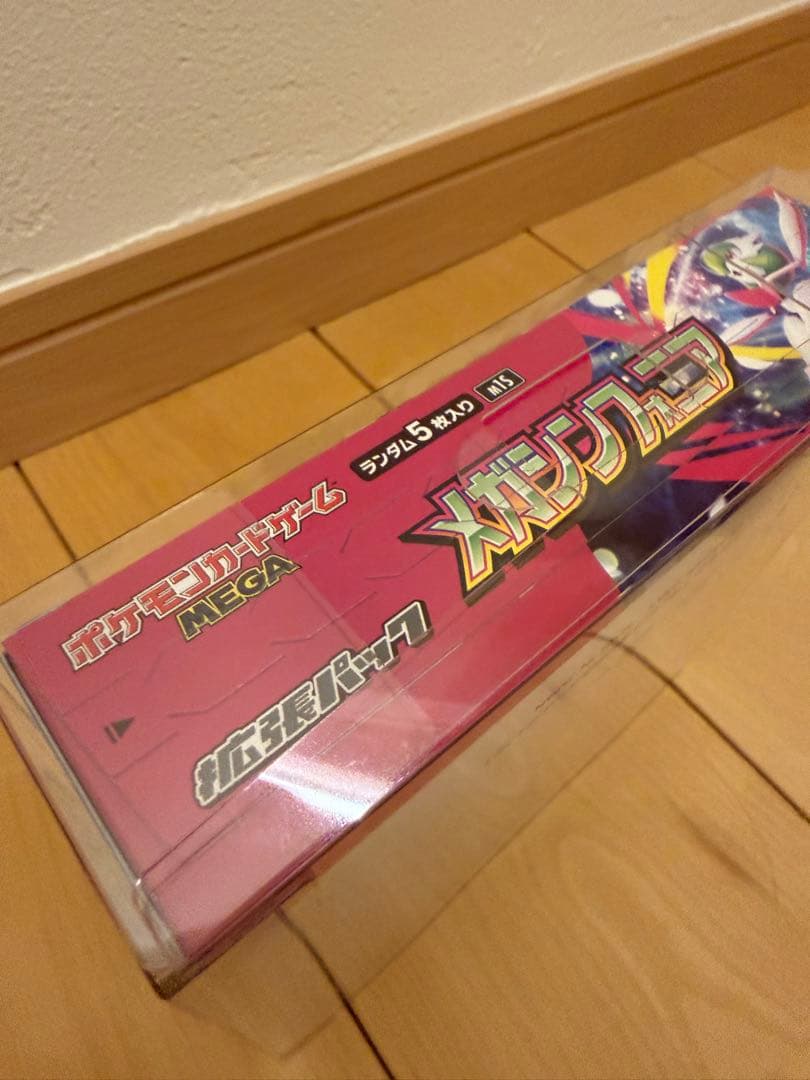 ポケモンカードゲーム
MEGA
拡張パック
ランダム5枚入り
M1S
メガシンフォニア